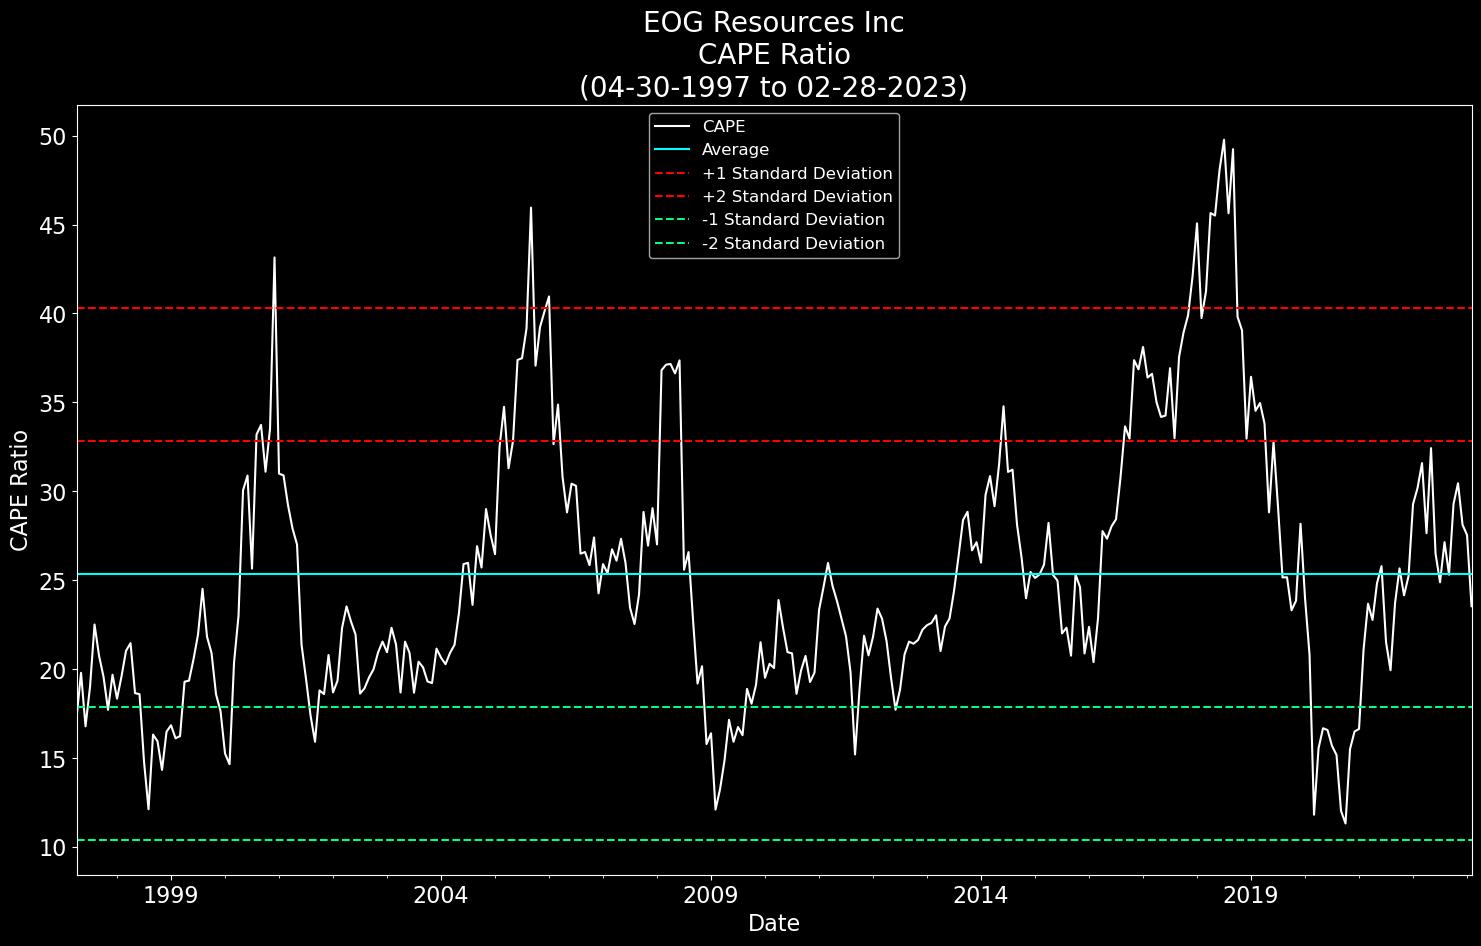 EOG Resources Inc
CAPE Ratio
(04-30-1997 to 02-28-2023)
CAPE
Average
+1 Standard Deviation
+2 Standard Deviation
-1 Standard Deviation
-2 Standard Deviation
50
45
40
35
30
25
20
15
10
CAPE Ratio
1999 2004 2009 2014 2019
Date